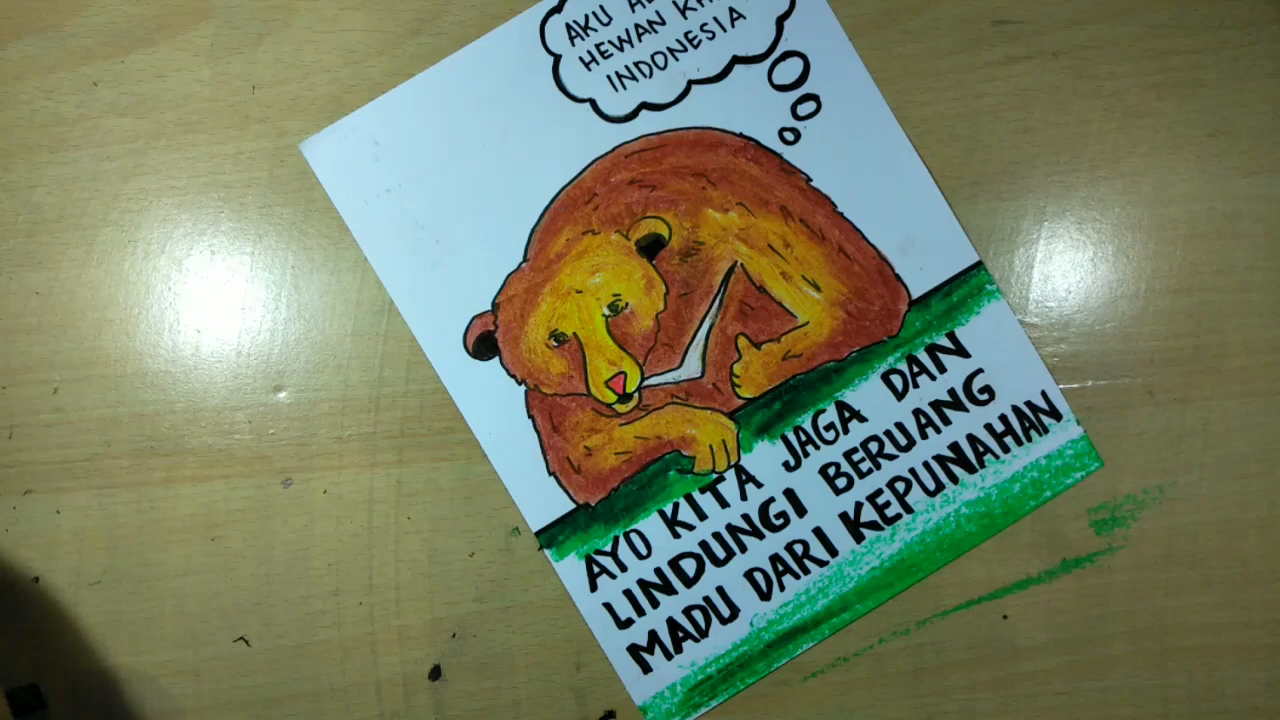 AKU
HEWAN
INDONESIA
AYO KITA JAGA DAN
LINDUNGI BERUANG
MADU DARI KEPUNAHAN